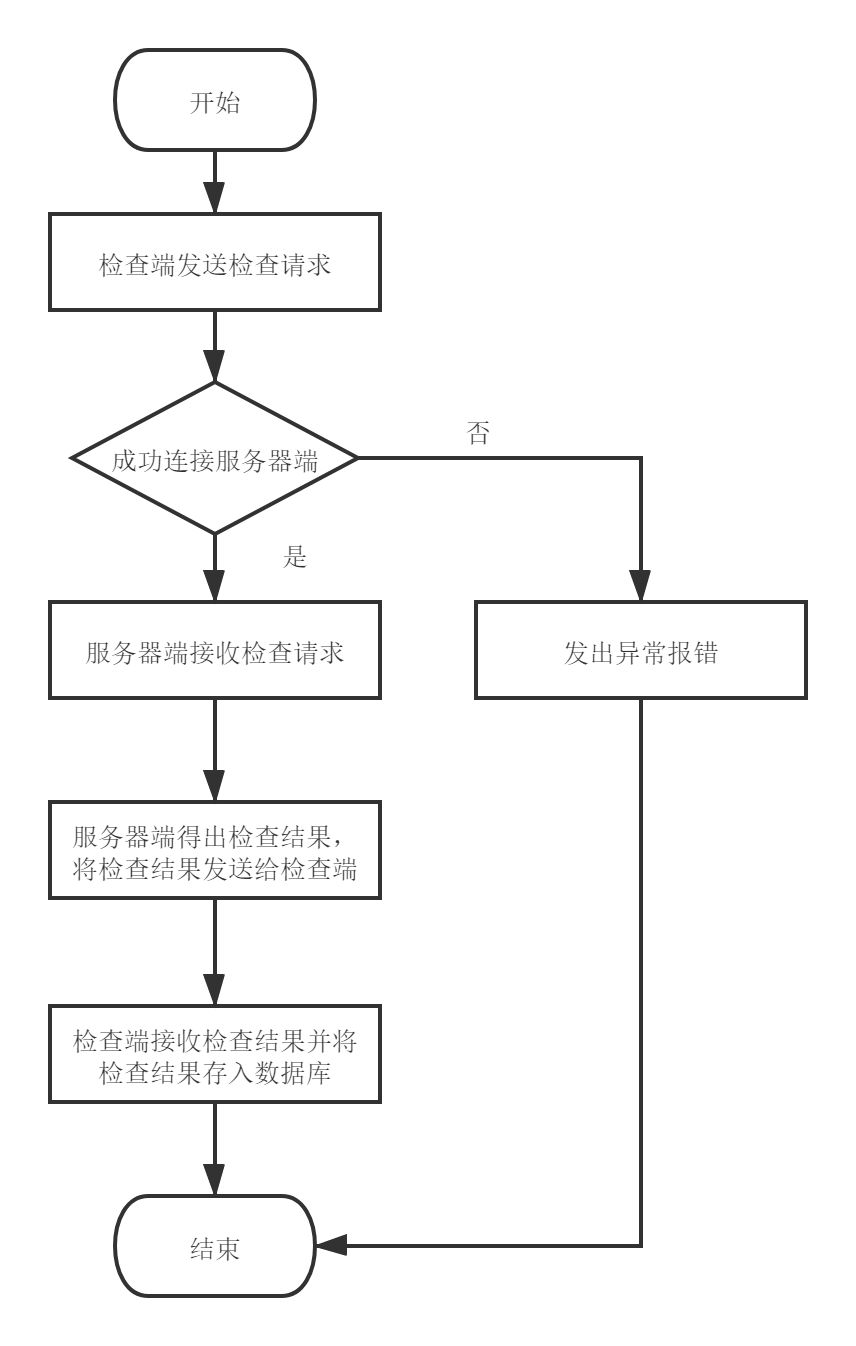 开始
检查端发送检查请求
成功连接服务器端
否
是
服务器端接收检查请求
发出异常报错
服务器端得出检查结果，
将检查结果发送给检查端
检查端接收检查结果并将
检查结果存入数据库
结束